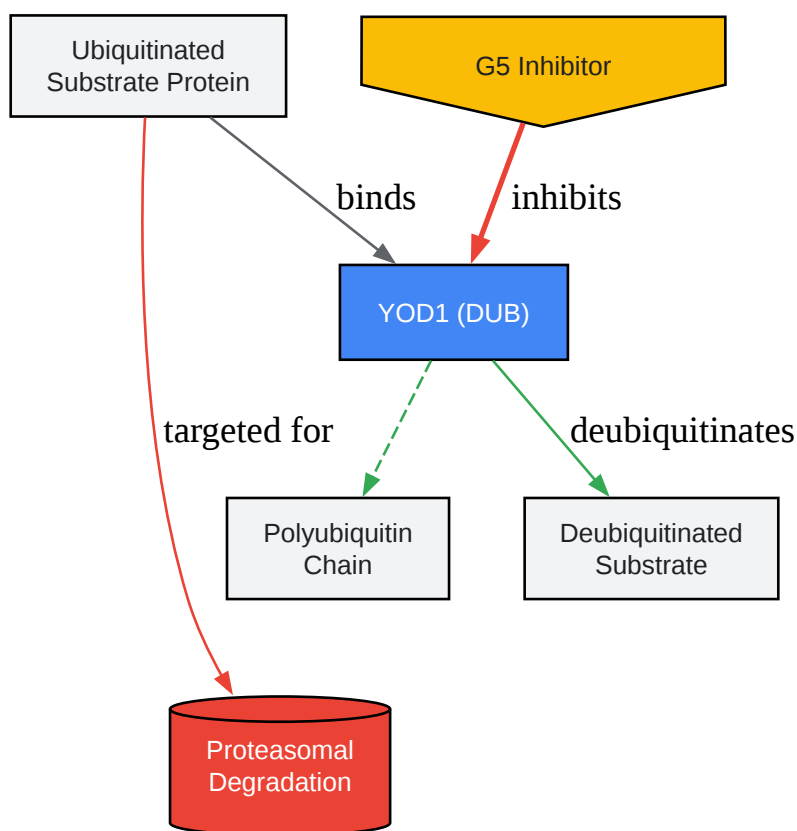 Ubiquitinated
Substrate Protein
G5 Inhibitor
binds
inhibits
YOD1 (DUB)
targeted for
deubiquitinates
Polyubiquitin
Chain
Deubiquitinated
Substrate
Proteasomal
Degradation